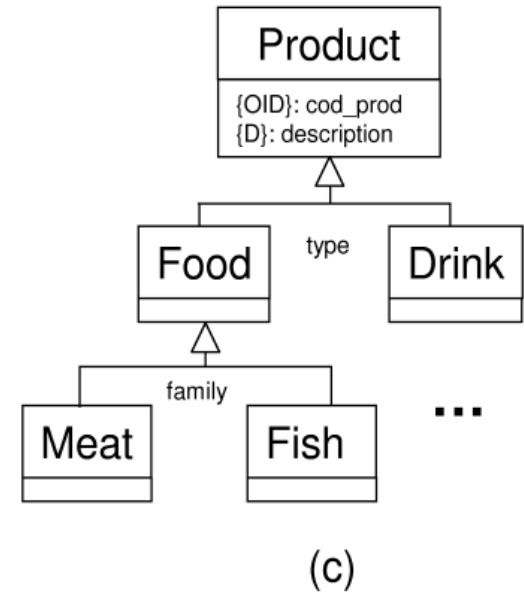 Product
{OID}: cod_prod
{D}: description
type
Food
Drink
family
Meat
Fish
...
(c)